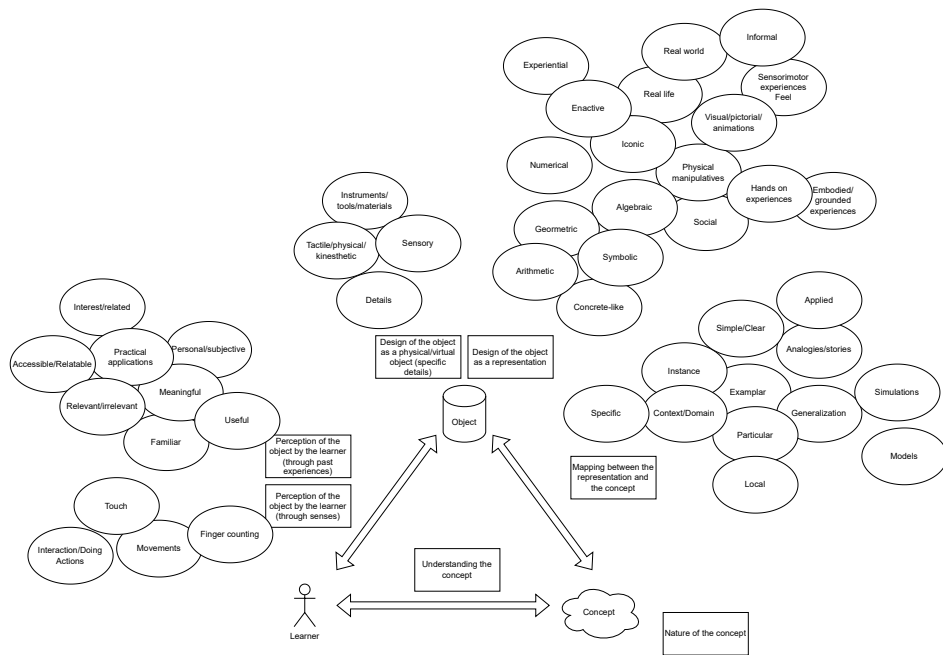 Informal
Real world
Experiential
Sensorimotor
experiences
Feel
Real life
Enactive
Visual/pictorial/
animations
Iconic
Numerical
Physical
manipulatives
Hands on
experiences
Embodied/
grounded
experiences
Instruments/
tools/materials
Algebraic
Social
Geormetric
Sensory
Tactile/physical/
kinesthetic
Symbolic
Arithmetic
Details
Concrete-like
Interest/related
Applied
Simple/Clear
Design of the object
as a physical/virtual
object (specific
details)
Design of the object
as a representation
Personal/subjective
Analogies/stories
Practical
applications
Accessible/Relatable
Instance
Meaningful
Examplar
Simulations
Relevant/irrelevant
Specific
Context/Domain
Generalization
Useful
Object
Familiar
Particular
Perception of the
object by the learner
(through past
experiences)
Models
Mapping between the
representation and
the concept
Local
Perception of the
object by the learner
(through senses)
Touch
Finger counting
Interaction/Doing
Actions
Movements
Understanding the
concept
Concept
Learner
Nature of the concept